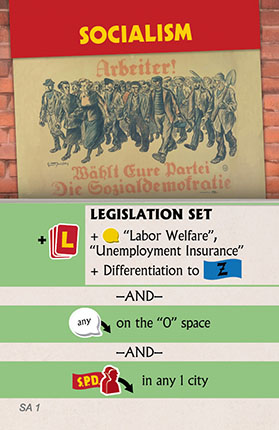 SOCIALISM
Arbeiter!
Wählt Eure Partei
Die Sozialdemokratie
LEGISLATION SET
+ L + "Labor Welfare",
"Unemployment Insurance"
+ Differentiation to Z
—AND—
any on the "0" space
—AND—
S.P.D. in any 1 city
SA 1